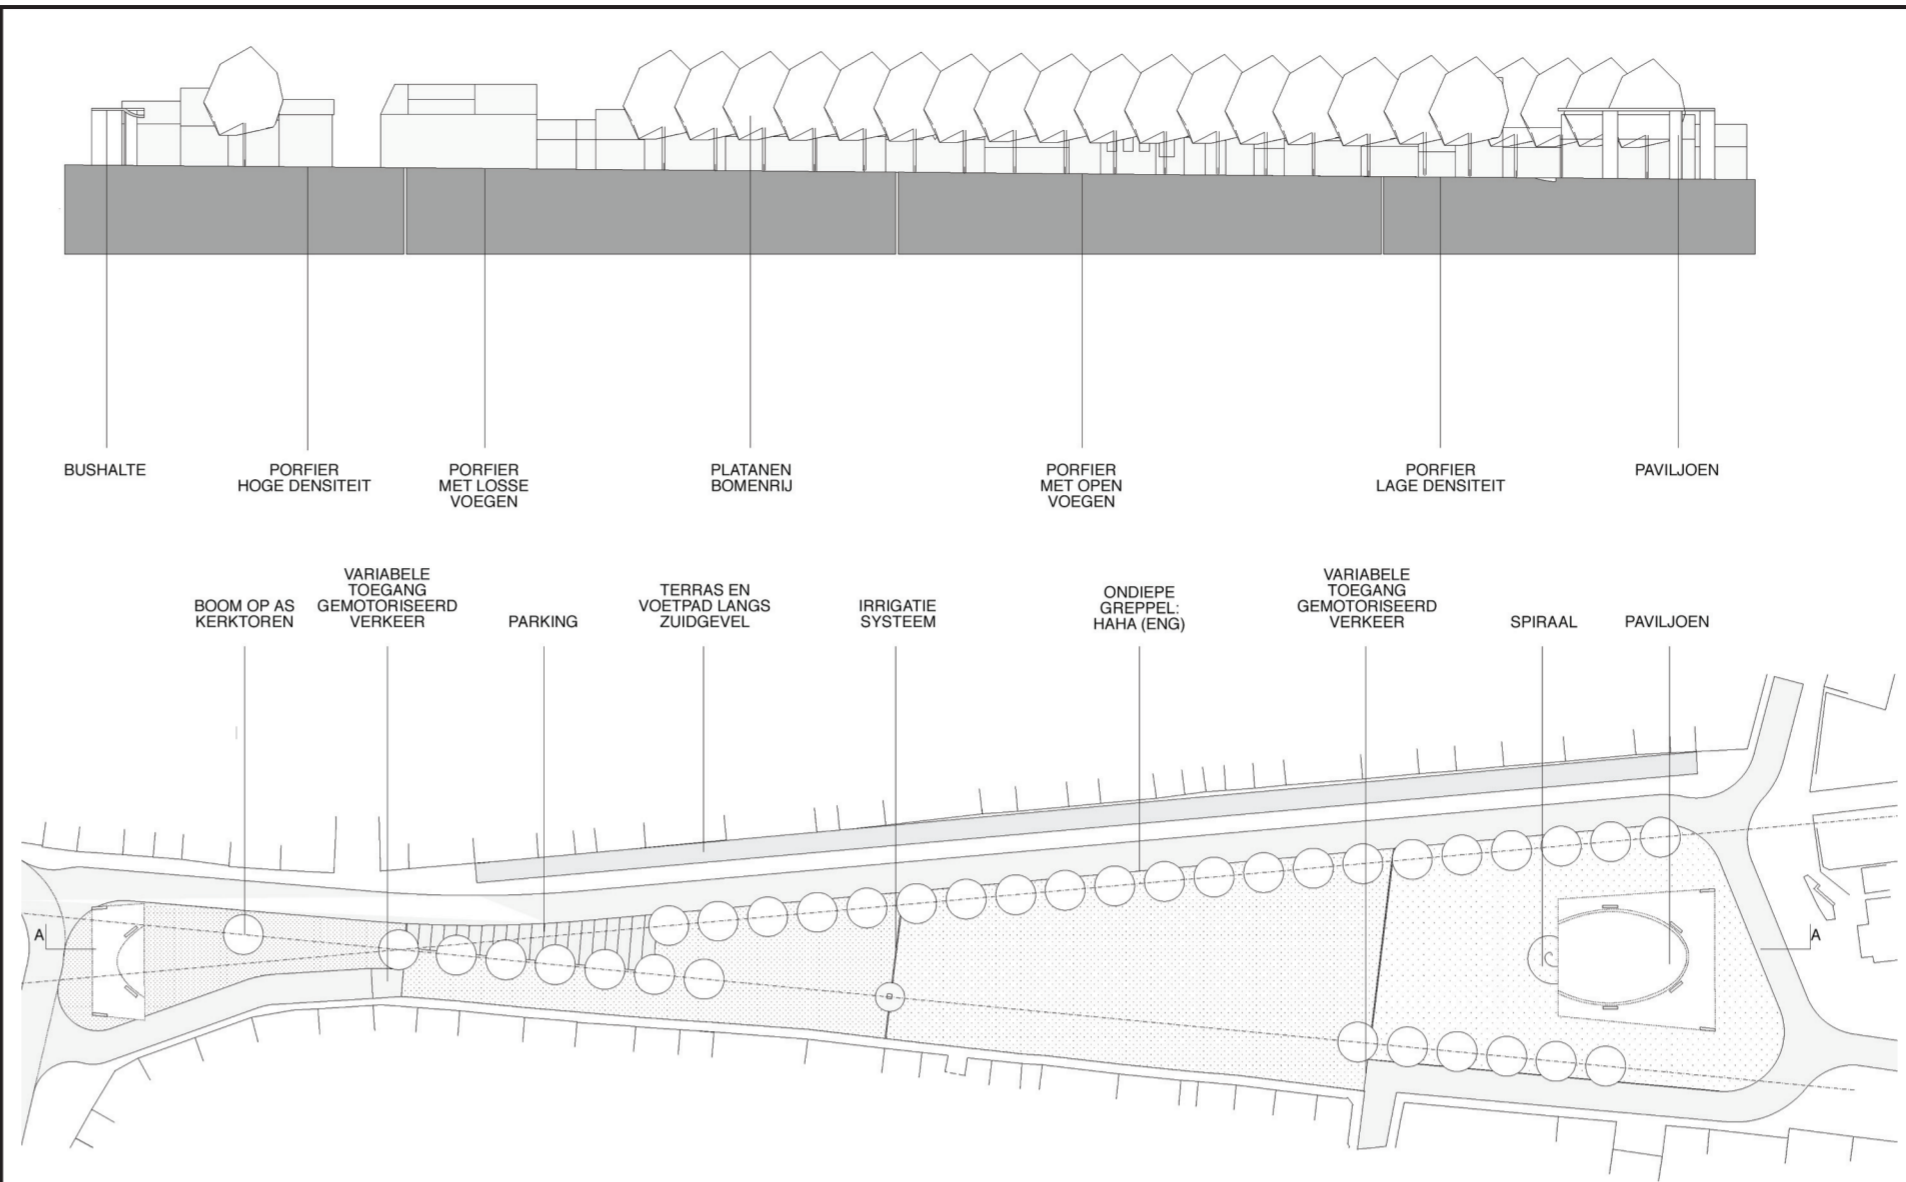 BUSHALTE
PORFIER
HOGE DENSITEIT
PORFIER
MET LOSSE
VOEGEN
PLATANEN
BOMENRIJ
PORFIER
MET OPEN
VOEGEN
PORFIER
LAGE DENSITEIT
PAVILJOEN
BOOM OP AS
KERKTOREN
VARIABELE
TOEGANG
GEMOTORISEERD
VERKEER
PARKING
TERRAS EN
VOETPAD LANGS
ZUIDGEVEL
IRRIGATIE
SYSTEEM
ONDIEPE
GREPPEL:
HAHA (ENG)
VARIABELE
TOEGANG
GEMOTORISEERD
VERKEER
SPIRAAL
PAVILJOEN
A
A